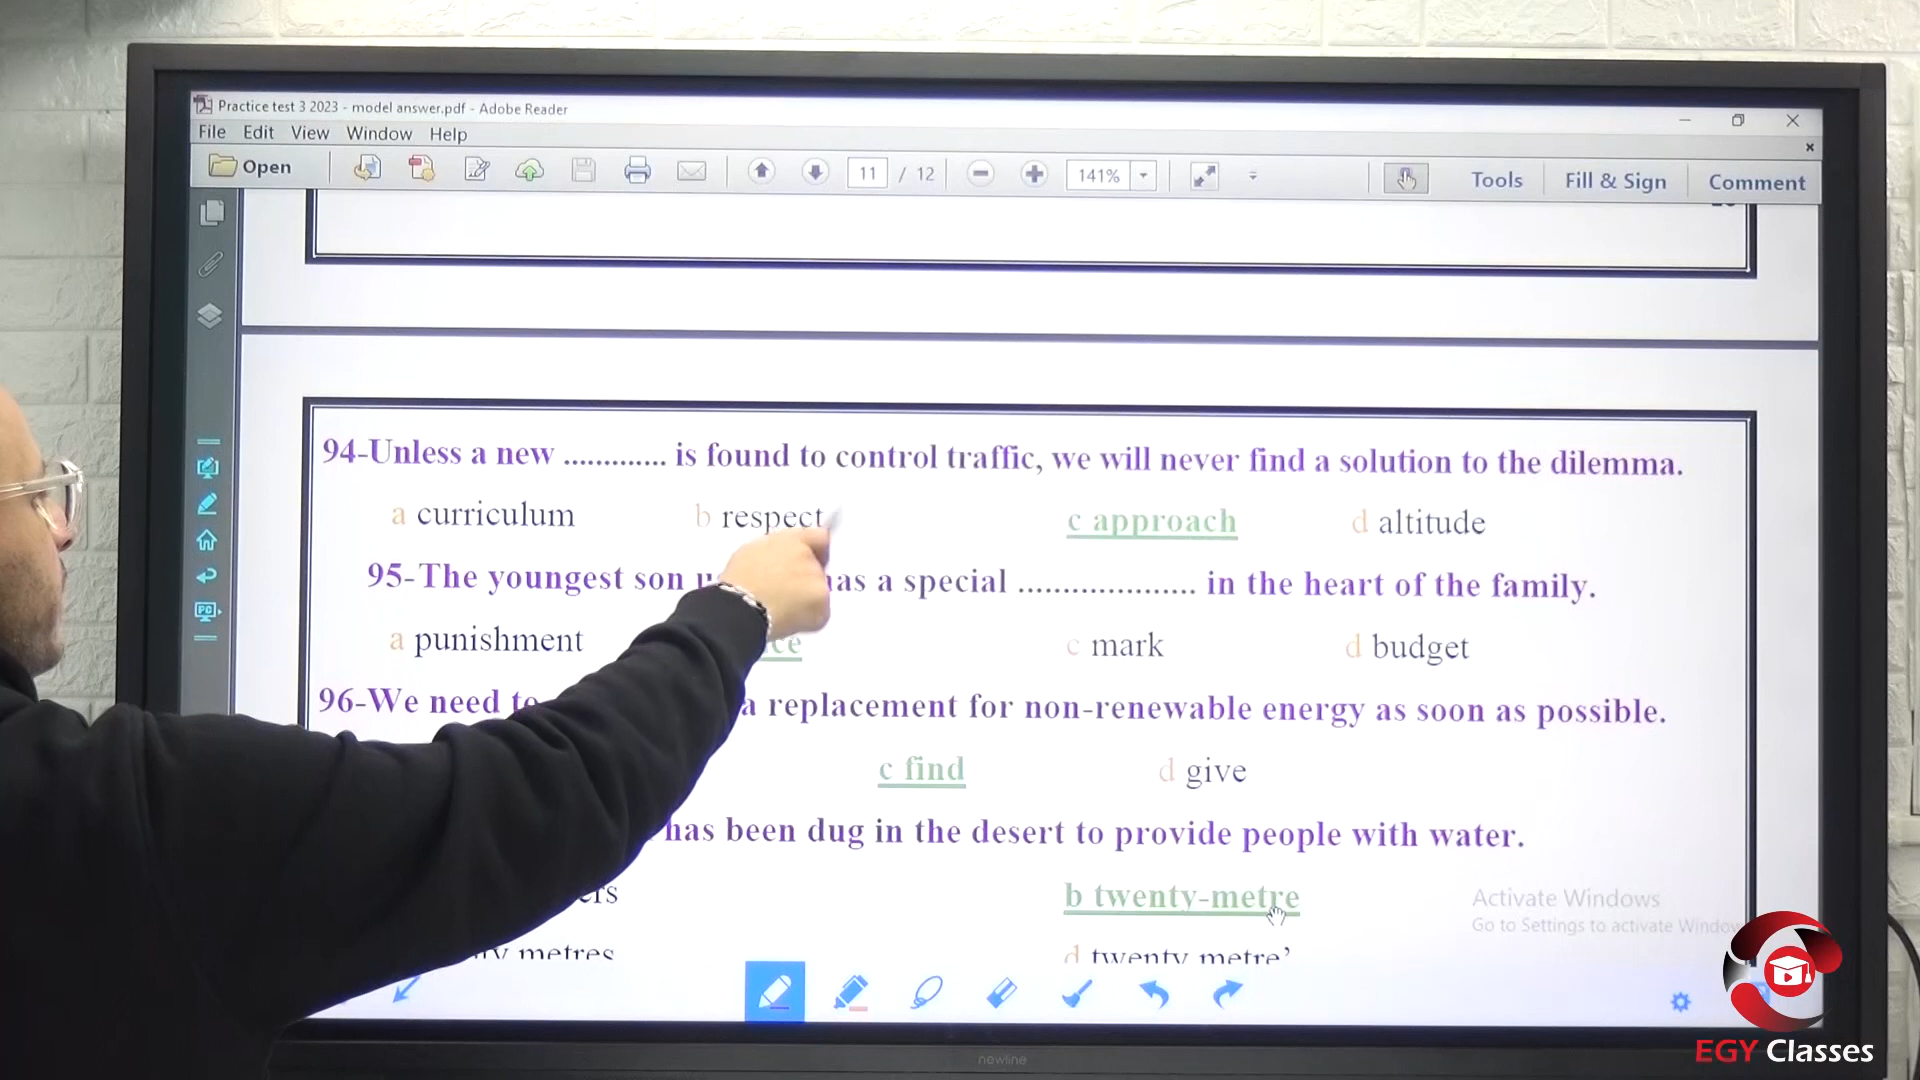 Practice test 3 2023 - model answer.pdf - Adobe Reader
File Edit View Window Help
Open 11 / 12 141% Tools Fill & Sign Comment
94-Unless a new ............. is found to control traffic, we will never find a solution to the dilemma.
a curriculum b respect c approach d altitude
95-The youngest son has a special ................... in the heart of the family.
a punishment c mark d budget
96-We need to a replacement for non-renewable energy as soon as possible.
c find d give
has been dug in the desert to provide people with water.
b twenty-metre
Activate Windows
Go to Settings to activate Windows
metres d twenty metre’
newline
EGY Classes